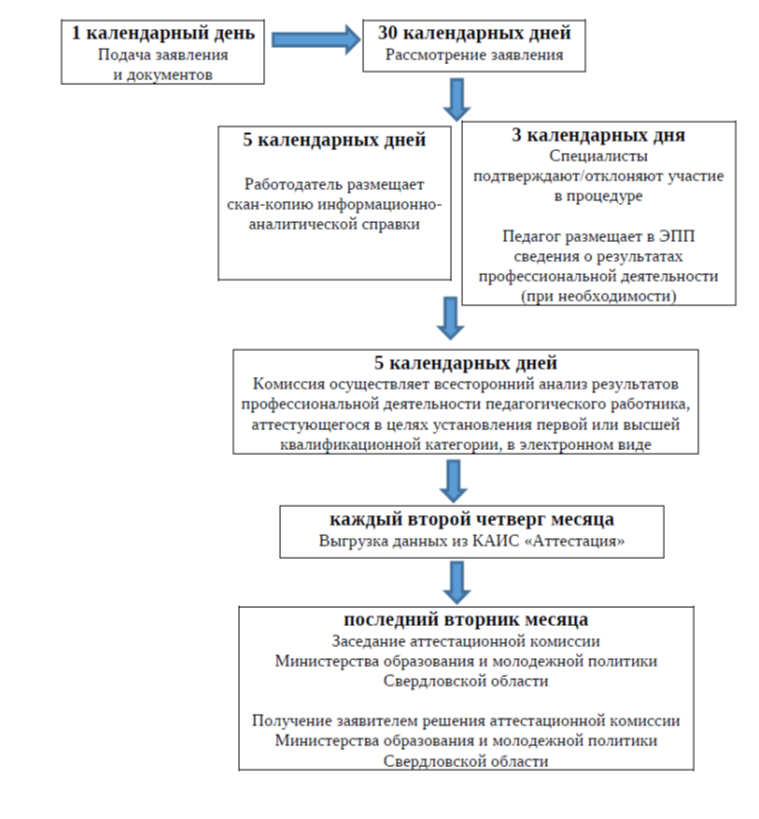 1 календарный день
Подача заявления
и документов
30 календарных дней
Рассмотрение заявления
5 календарных дней
Работодатель размещает
скан-копию информационно-
аналитической справки
3 календарных дня
Специалисты
подтверждают/отклоняют участие
в процедуре
Педагог размещает в ЭПП
сведения о результатах
профессиональной деятельности
(при необходимости)
5 календарных дней
Комиссия осуществляет всесторонний анализ результатов
профессиональной деятельности педагогического работника,
аттестующегося в целях установления первой или высшей
квалификационной категории, в электронном виде
каждый второй четверг месяца
Выгрузка данных из КАИС «Аттестация»
последний вторник месяца
Заседание аттестационной комиссии
Министерства образования и молодежной политики
Свердловской области
Получение заявителем решения аттестационной комиссии
Министерства образования и молодежной политики
Свердловской области